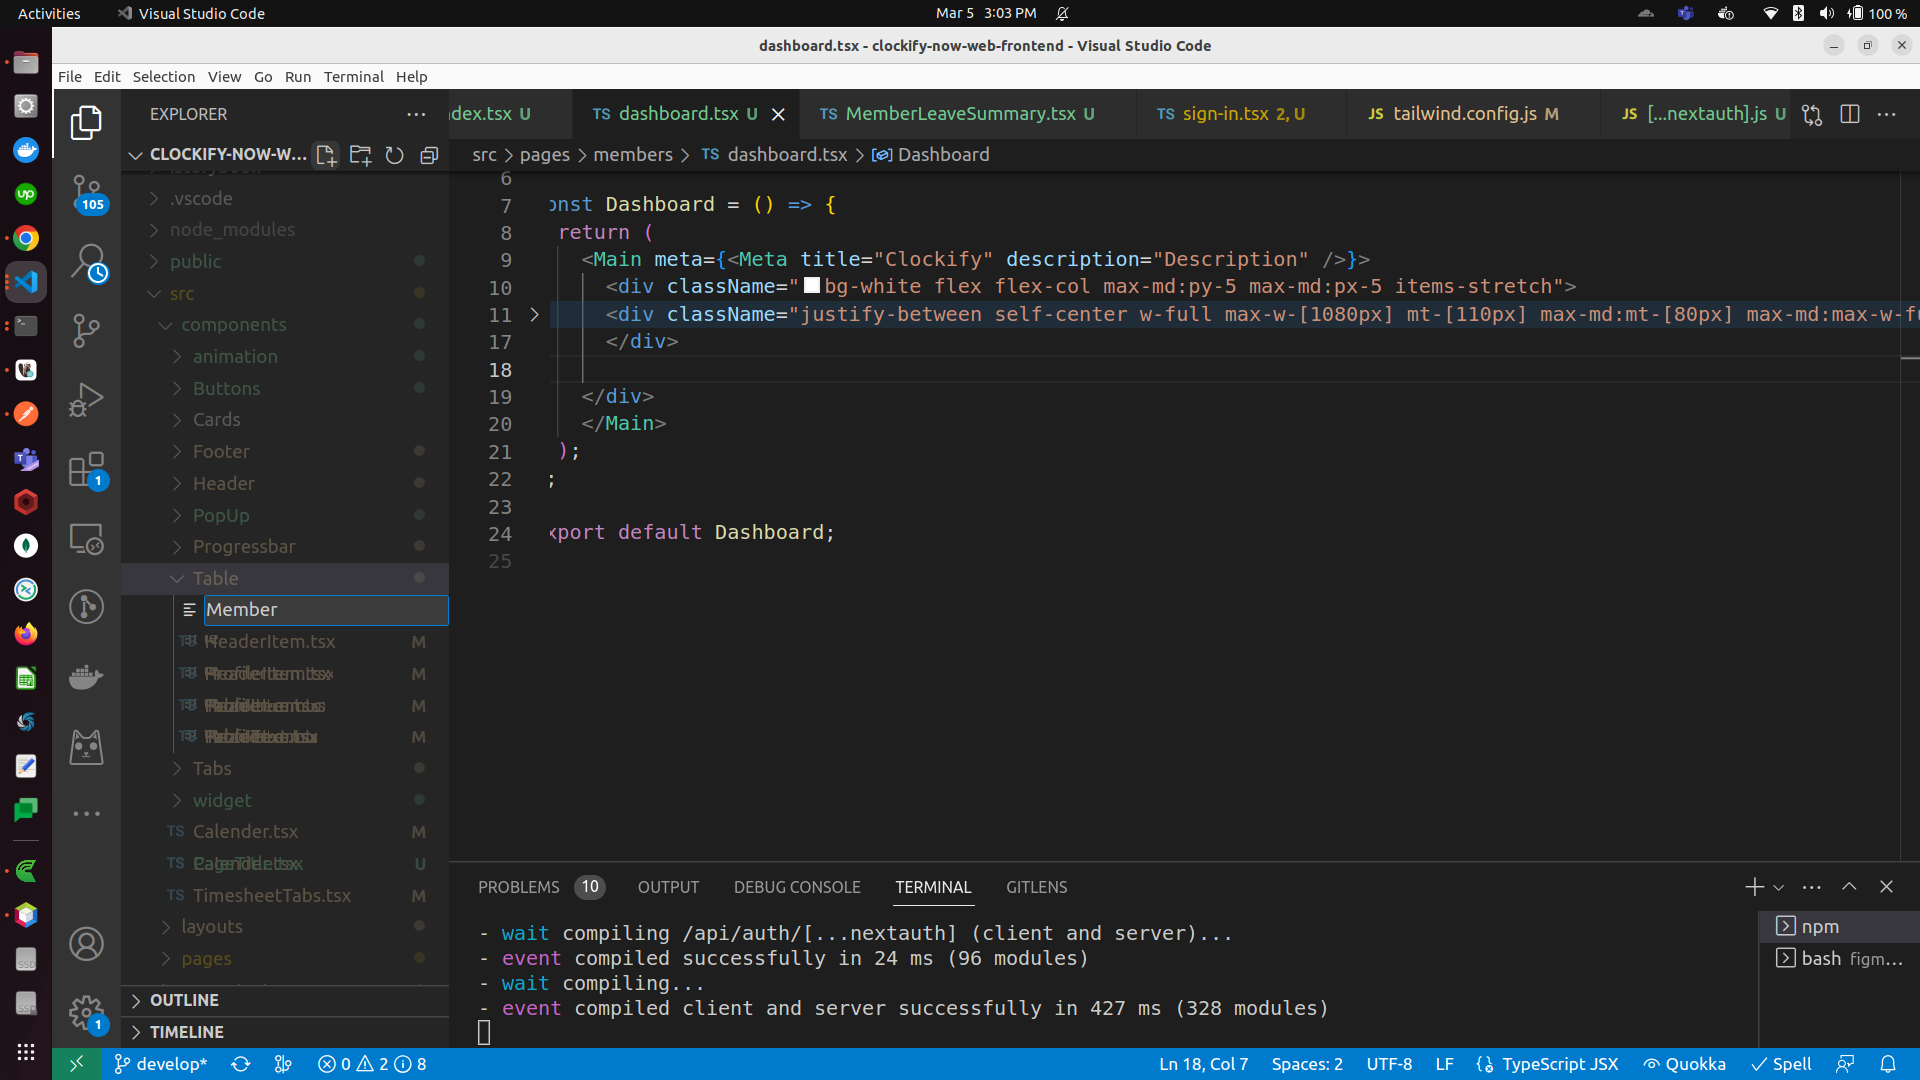 Activities
Visual Studio Code
Mar 5 3:03 PM
100 %
dashboard.tsx - clockify-now-web-frontend - Visual Studio Code
File Edit Selection View Go Run Terminal Help
EXPLORER
CLOCKIFY-NOW-W...
.vscode
node_modules
public
src
components
animation
Buttons
Cards
Footer
Header
PopUp
Progressbar
Table
Member
HeaderItem.tsx M
M
M
M
Tabs
widget
TS Calender.tsx M
TS U
TS TimesheetTabs.tsx M
layouts
pages
OUTLINE
TIMELINE
105
1
1
dex.tsx U
TS dashboard.tsx U
TS MemberLeaveSummary.tsx U
TS sign-in.tsx 2, U
JS tailwind.config.js M
JS [...nextauth].js U
src > pages > members > TS dashboard.tsx > Dashboard
6
7 onst Dashboard = () => {
8 return (
9 <Main meta={<Meta title="Clockify" description="Description" />}>
10 <div className="bg-white flex flex-col max-md:py-5 max-md:px-5 items-stretch">
11 <div className="justify-between self-center w-full max-w-[1080px] mt-[110px] max-md:mt-[80px] max-md:max-w-fu
17 </div>
18
19 </div>
20 </Main>
21 );
22 ;
23
24 xport default Dashboard;
25
PROBLEMS 10 OUTPUT DEBUG CONSOLE TERMINAL GITLENS
- wait compiling /api/auth/[...nextauth] (client and server)...
- event compiled successfully in 24 ms (96 modules)
- wait compiling...
- event compiled client and server successfully in 427 ms (328 modules)
npm
bash figm...
develop* 0 2 8
Ln 18, Col 7 Spaces: 2 UTF-8 LF TypeScript JSX Quokka Spell